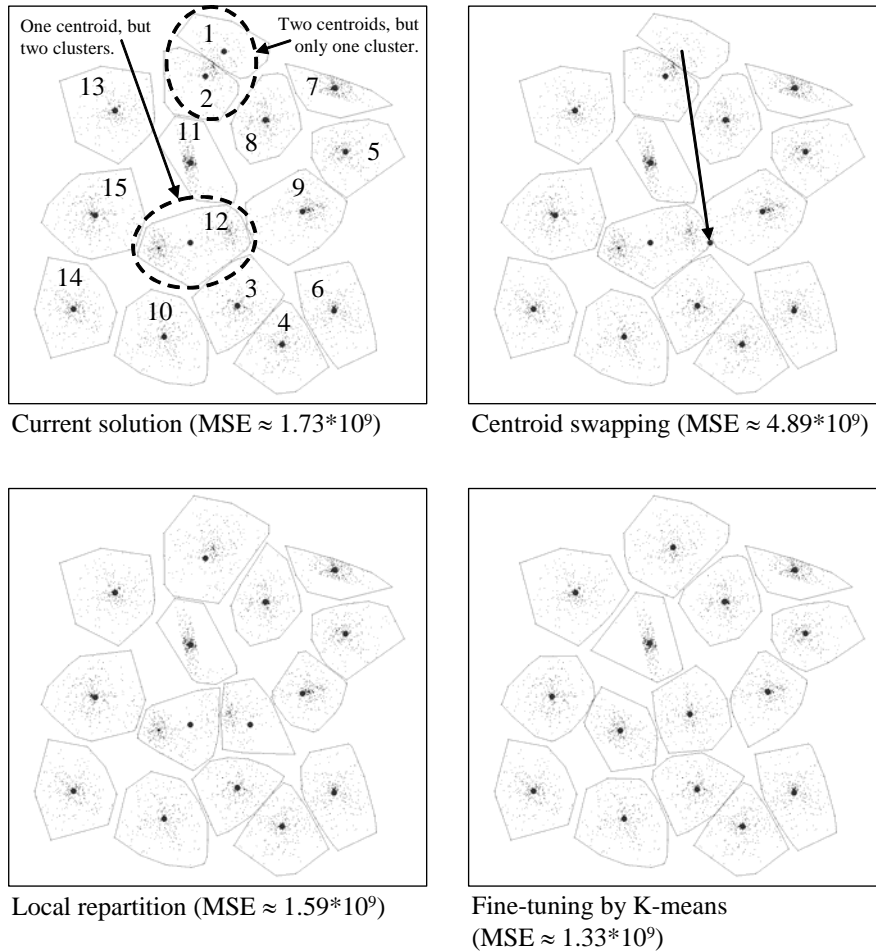 One centroid, but
two clusters.
Two centroids, but
only one cluster.
1
2
13
7
11
8
5
15
9
12
14
3
6
10
4
Current solution (MSE ≈ 1.73*10⁹)
Centroid swapping (MSE ≈ 4.89*10⁹)
Local repartition (MSE ≈ 1.59*10⁹)
Fine-tuning by K-means
(MSE ≈ 1.33*10⁹)